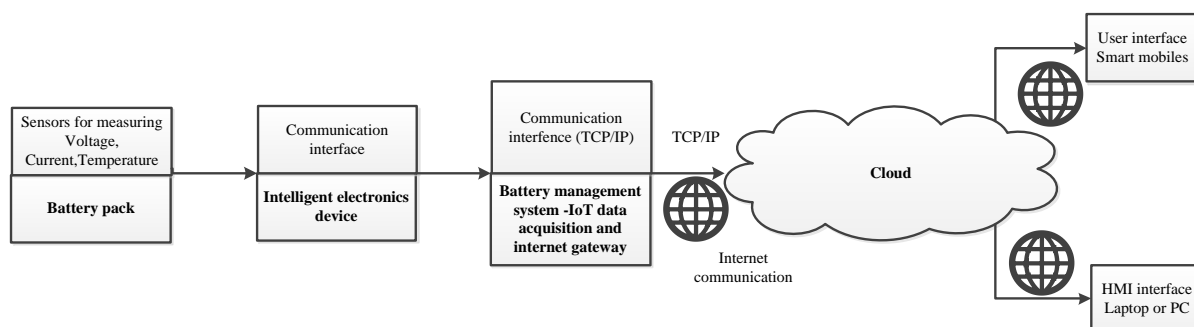 Sensors for measuring
Voltage,
Current,Temperature
Battery pack
Communication
interface
Intelligent electronics
device
Communication
interfence (TCP/IP)
Battery management
system -IoT data
acquisition and
internet gateway
TCP/IP
Internet
communication
Cloud
User interface
Smart mobiles
HMI interface
Laptop or PC